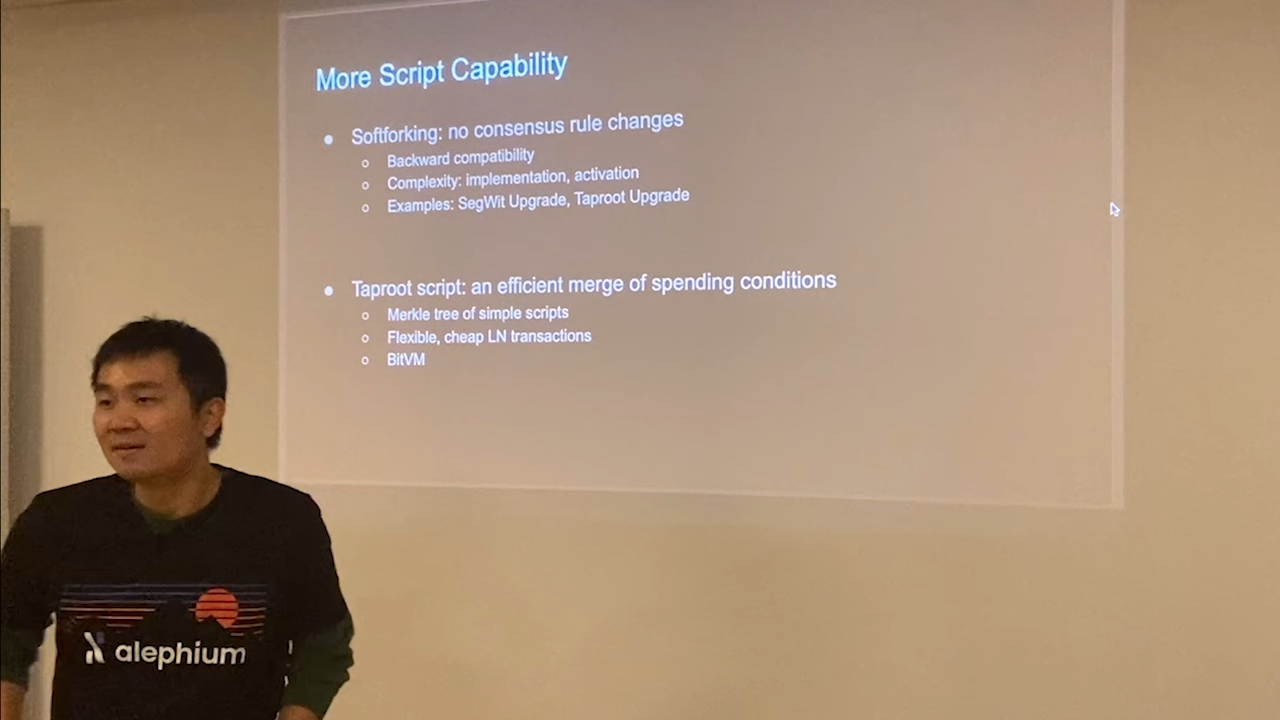 More Script Capability
● Softforking: no consensus rule changes
○ Backward compatibility
○ Complexity: implementation, activation
○ Examples: SegWit Upgrade, Taproot Upgrade
● Taproot script: an efficient merge of spending conditions
○ Merkle tree of simple scripts
○ Flexible, cheap LN transactions
○ BitVM
alephium